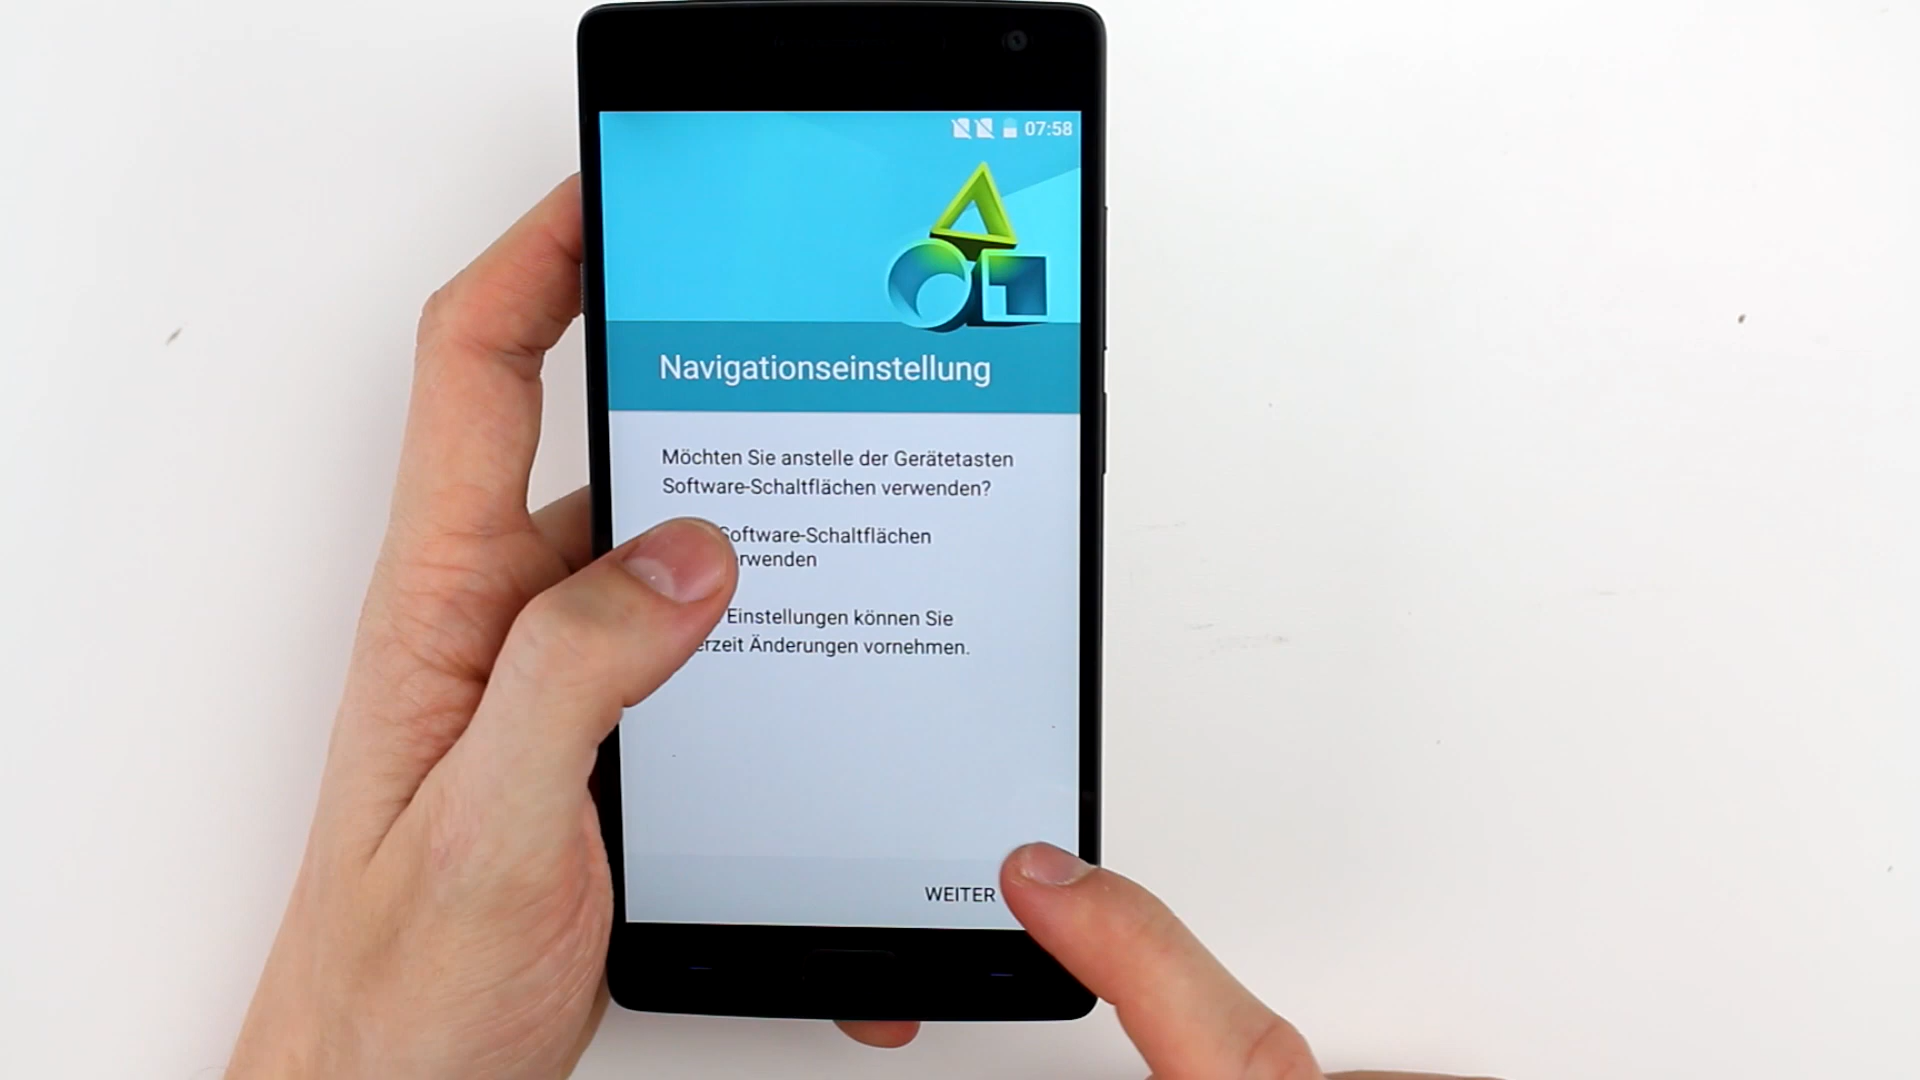 07:58
Navigationseinstellung
Möchten Sie anstelle der Gerätetasten
Software-Schaltflächen verwenden?
Software-Schaltflächen
Einstellungen können Sie
Änderungen vornehmen.
WEITER